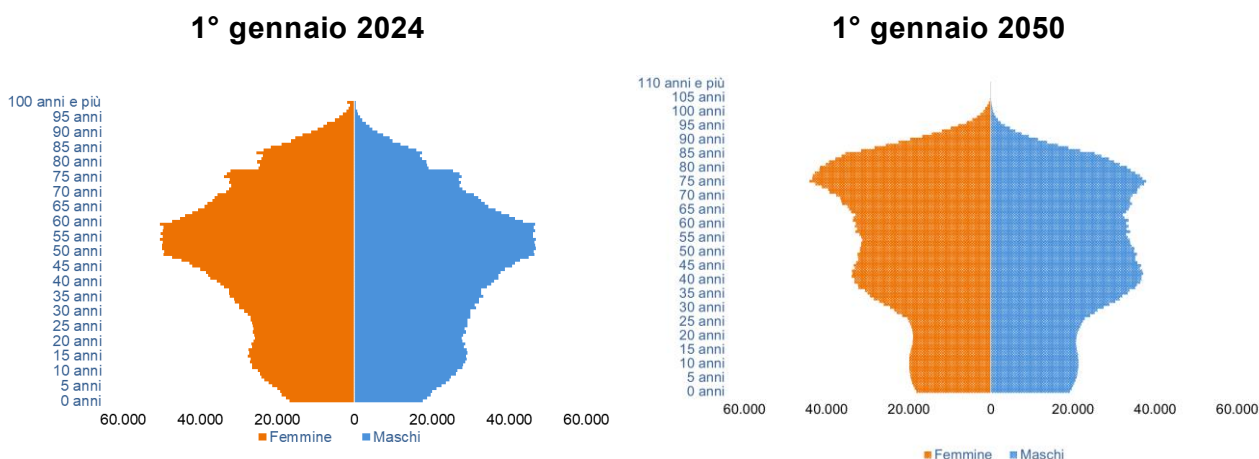 1° gennaio 2024
100 anni e più
95 anni
90 anni
85 anni
80 anni
75 anni
70 anni
65 anni
60 anni
55 anni
50 anni
45 anni
40 anni
35 anni
30 anni
25 anni
20 anni
15 anni
10 anni
5 anni
0 anni
60.000 40.000 20.000 0 20.000 40.000 60.000
Femmine Maschi
1° gennaio 2050
110 anni e più
105 anni
100 anni
95 anni
90 anni
85 anni
80 anni
75 anni
70 anni
65 anni
60 anni
55 anni
50 anni
45 anni
40 anni
35 anni
30 anni
25 anni
20 anni
15 anni
10 anni
5 anni
0 anni
60.000 40.000 20.000 0 20.000 40.000 60.000
Femmine Maschi